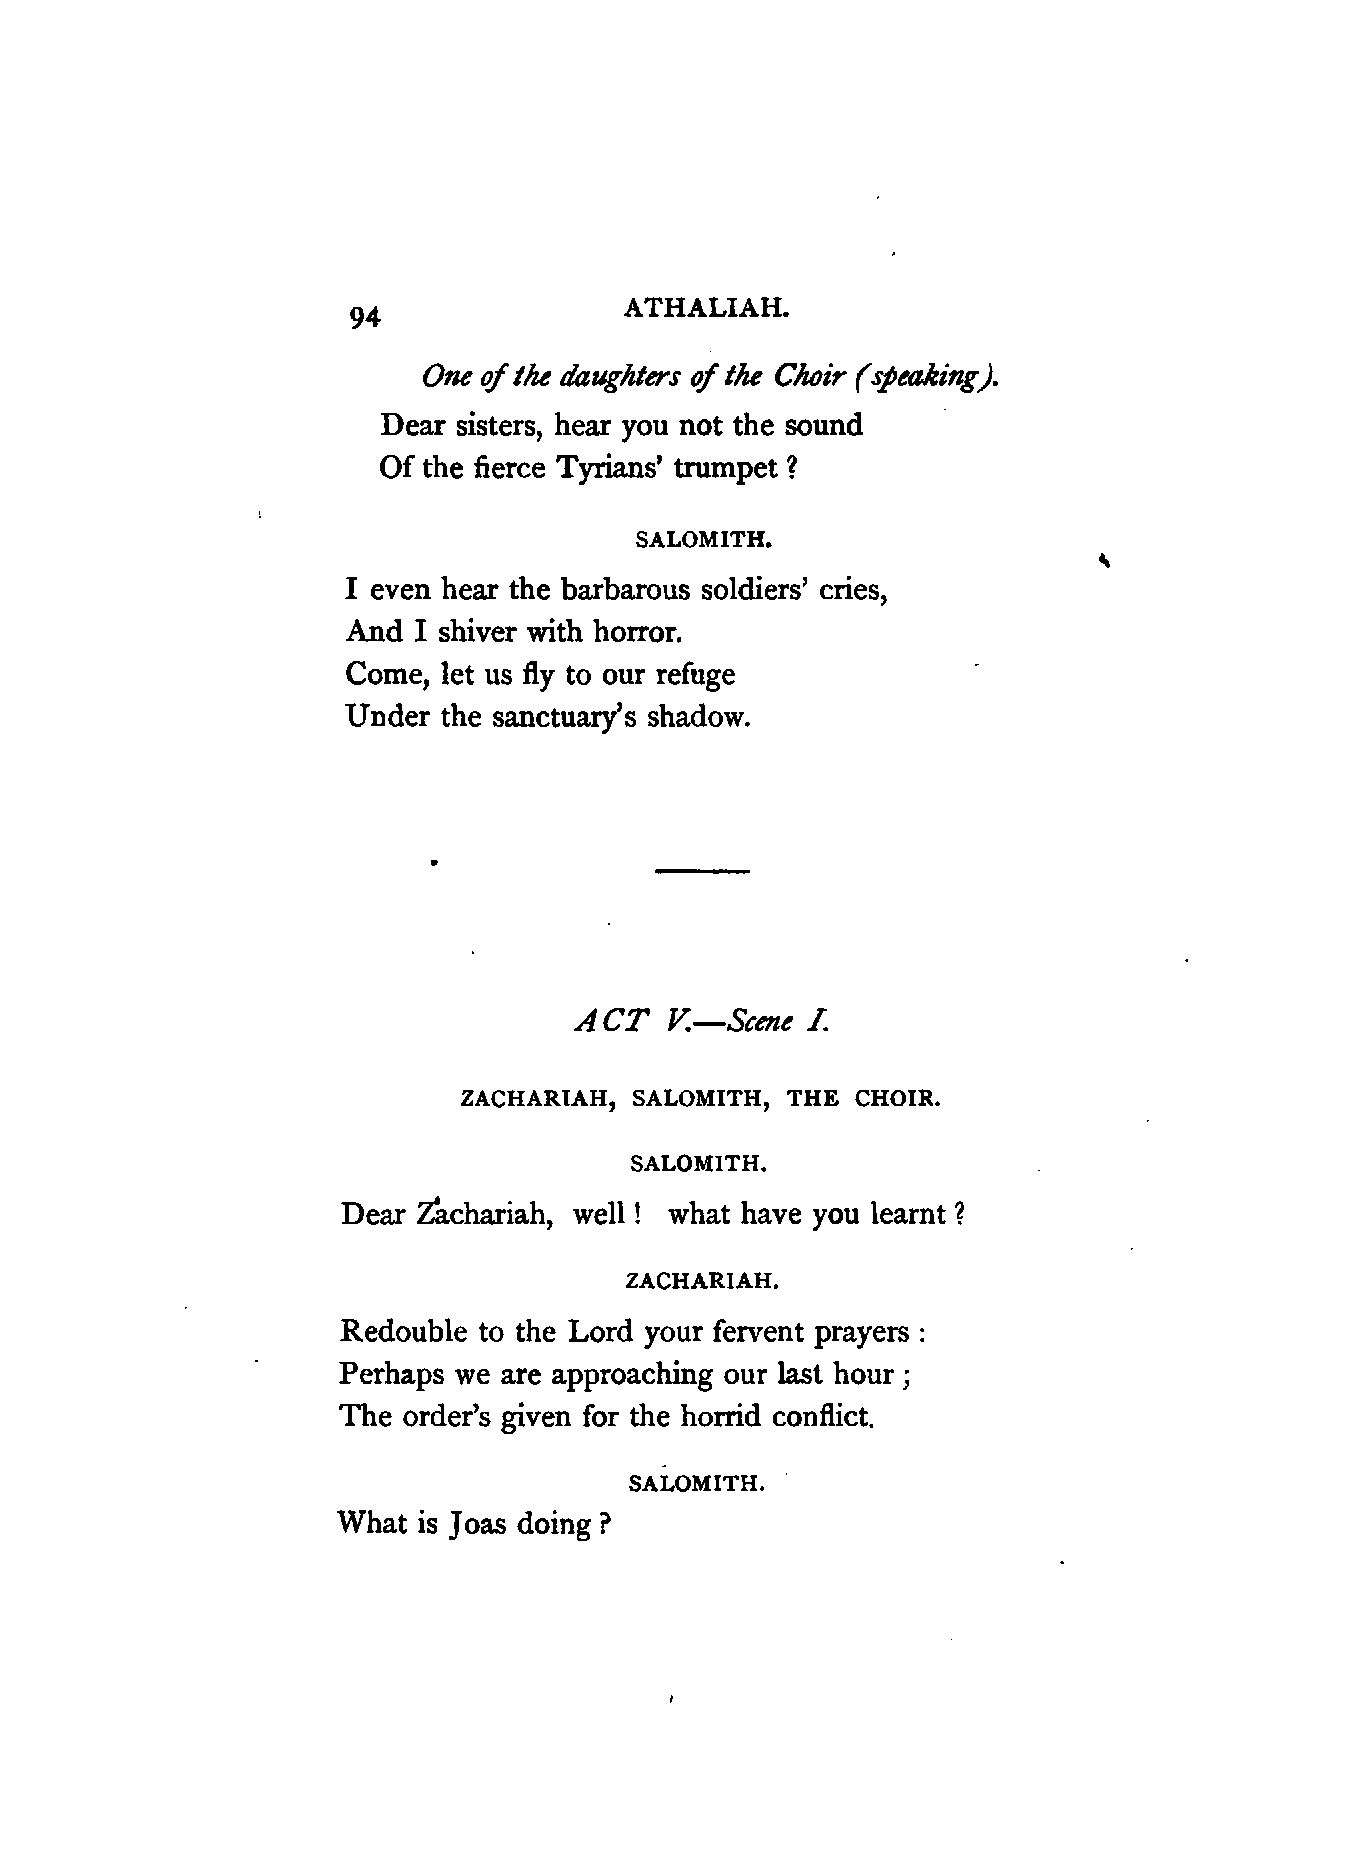 94 ATHALIAH.
One of the daughters of the Choir (speaking).
Dear sisters, hear you not the sound
Of the fierce Tyrians' trumpet ?
SALOMITH.
I even hear the barbarous soldiers' cries,
And I shiver with horror.
Come, let us fly to our refuge
Under the sanctuary's shadow.
ACT V.—Scene I.
ZACHARIAH, SALOMITH, THE CHOIR.
SALOMITH.
Dear Zachariah, well ! what have you learnt ?
ZACHARIAH.
Redouble to the Lord your fervent prayers :
Perhaps we are approaching our last hour ;
The order's given for the horrid conflict.
SALOMITH.
What is Joas doing ?